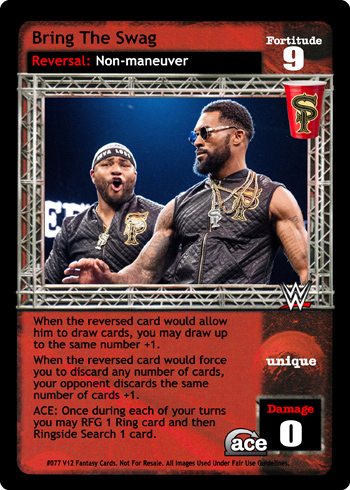 Bring The Swag
Fortitude
9
Reversal: Non-maneuver
SP
When the reversed card would allow
him to draw cards, you may draw up
to the same number +1.
When the reversed card would force
you to discard any number of cards,
your opponent discards the same
number of cards +1.
ACE: Once during each of your turns
you may RFG 1 Ring card and then
Ringside Search 1 card.
unique
Damage
0
ace
#077 V12 Fantasy Cards. Not For Resale. All Images Used Under Fair Use Guidelines.